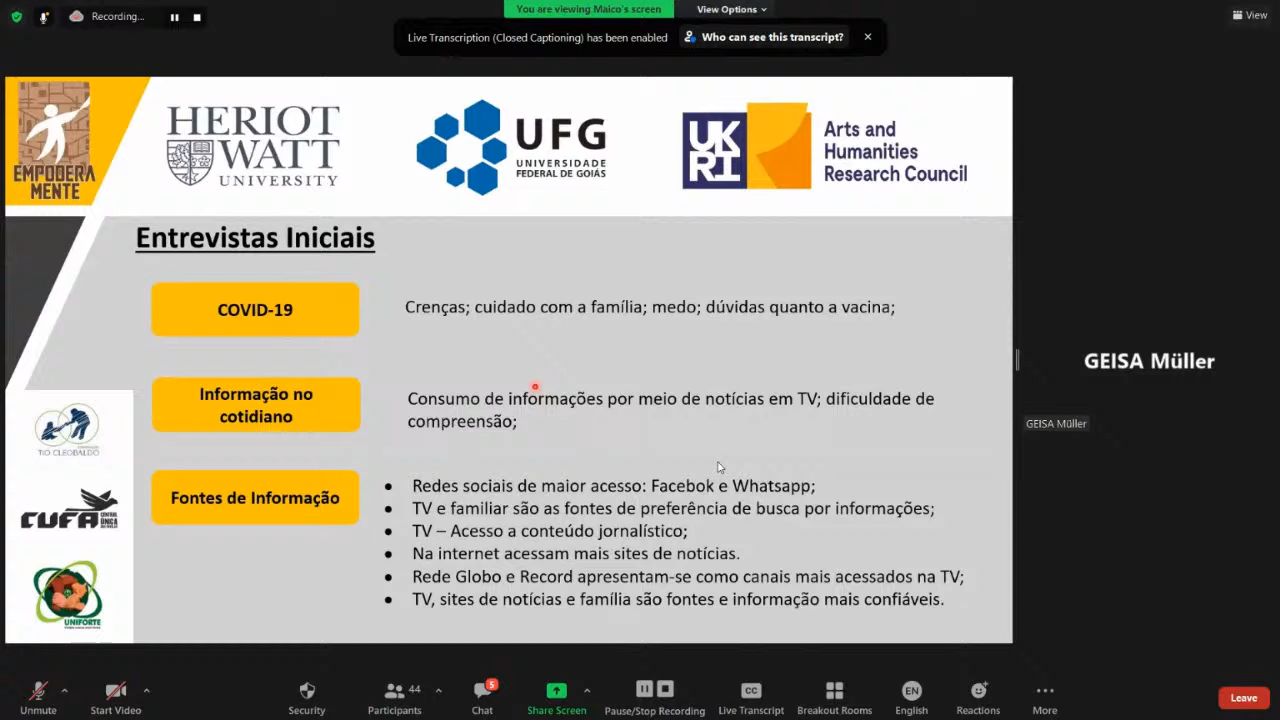 Recording...
You are viewing Maico's screen
View Options
View
Live Transcription (Closed Captioning) has been enabled
Who can see this transcript?
EMPODERA
MENTE
HERIOT
WATT
UNIVERSITY
UFG
UNIVERSIDADE
FEDERAL DE GOIÁS
UK
RI
Arts and
Humanities
Research Council
Entrevistas Iniciais
COVID-19
Crenças; cuidado com a família; medo; dúvidas quanto a vacina;
Informação no
cotidiano
Consumo de informações por meio de notícias em TV; dificuldade de
compreensão;
Fontes de Informação
• Redes sociais de maior acesso: Facebok e Whatsapp;
• TV e familiar são as fontes de preferência de busca por informações;
• TV – Acesso a conteúdo jornalístico;
• Na internet acessam mais sites de notícias.
• Rede Globo e Record apresentam-se como canais mais acessados na TV;
• TV, sites de notícias e família são fontes e informação mais confiáveis.
TIO CLEOBALDO
CUFA
UNIFORTE
GEISA Müller
GEISA Müller
Unmute
Start Video
Security
44
Participants
5
Chat
Share Screen
Pause/Stop Recording
CC
Live Transcript
Breakout Rooms
EN
English
Reactions
More
Leave